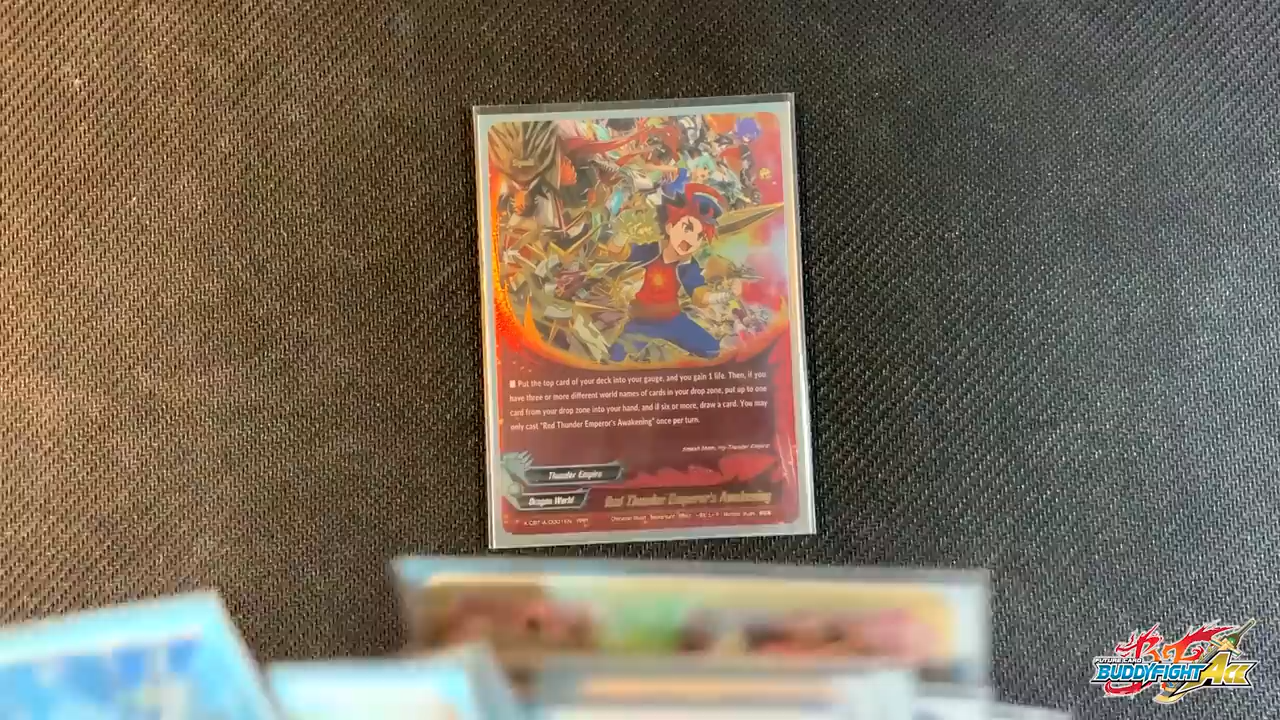 Put the top card of your deck into your gauge, and you gain 1 life. Then, if you
have three or more different world names of cards in your drop zone, put up to one
card from your drop zone into your hand, and if six or more, draw a card. You may
only cast "Red Thunder Emperor's Awakening" once per turn.
Thunder Empire
Dragon World
Red Thunder Emperor's Awakening
FUTURE CARD
BUDDYFIGHT Ace